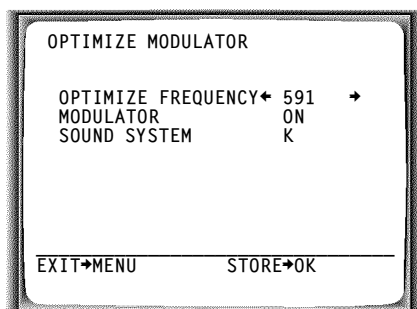 OPTIMIZE MODULATOR
OPTIMIZE FREQUENCY← 591 →
MODULATOR ON
SOUND SYSTEM K
EXIT→MENU STORE→OK